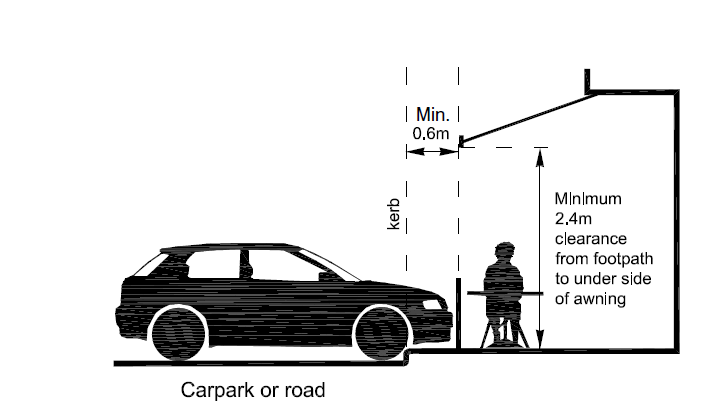 Min.
0.6m
kerb
Minimum
2.4m
clearance
from footpath
to under side
of awning
Carpark or road